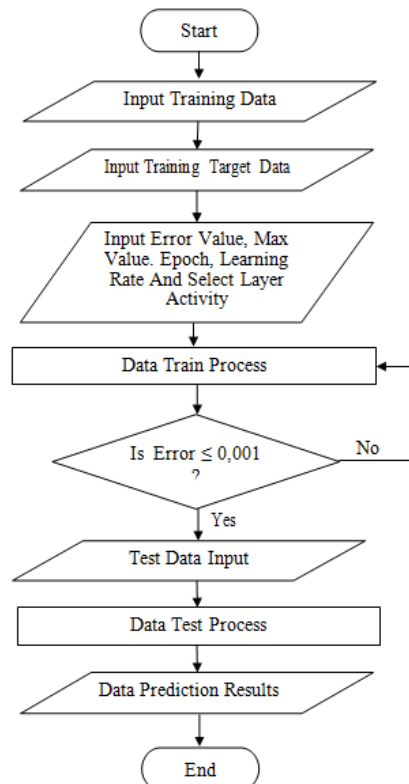 Start
Input Training Data
Input Training Target Data
Input Error Value, Max
Value. Epoch, Learning
Rate And Select Layer
Activity
Data Train Process
Is Error ≤ 0,001
?
No
Yes
Test Data Input
Data Test Process
Data Prediction Results
End